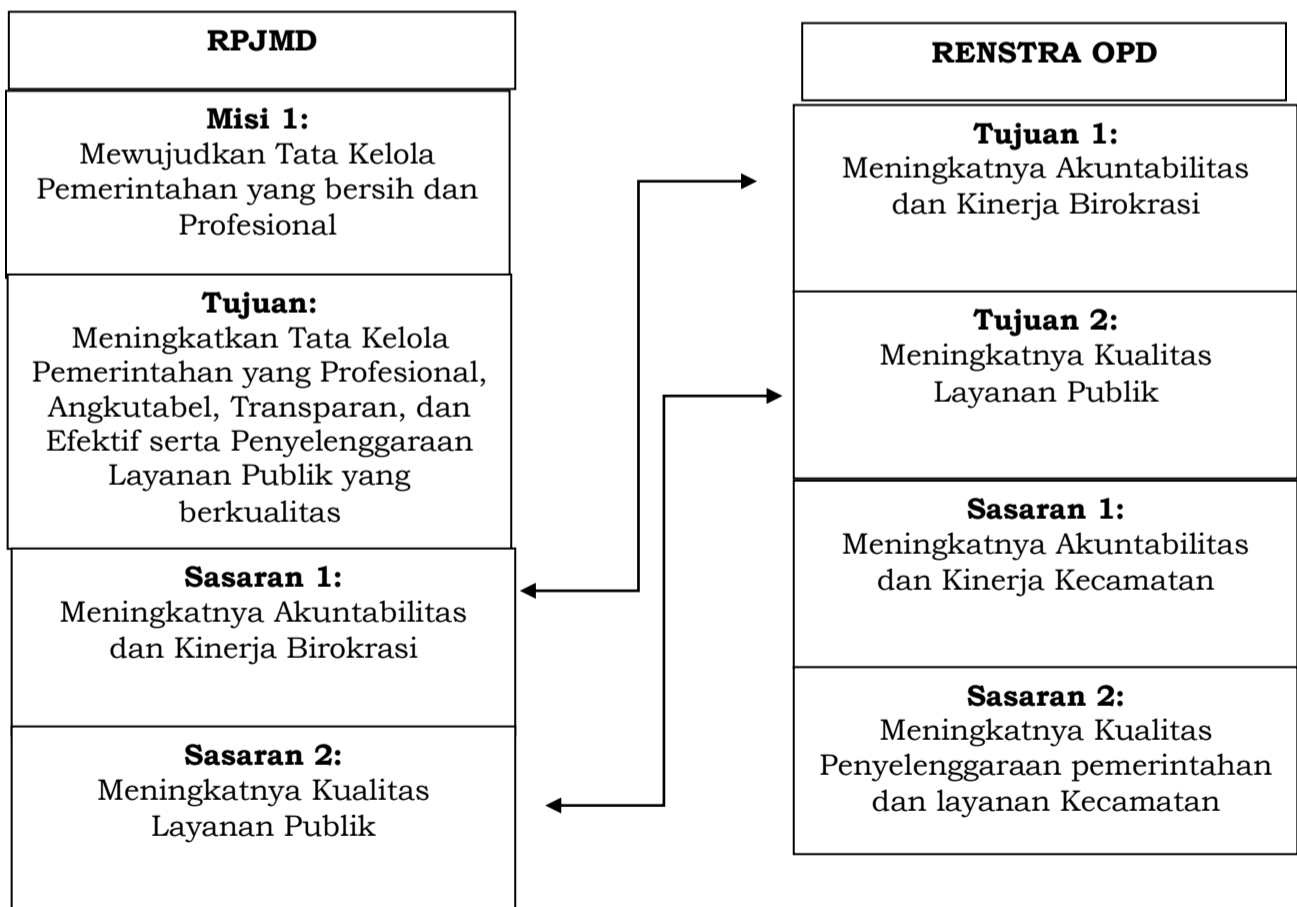 RPJMD
Misi 1:
Mewujudkan Tata Kelola
Pemerintahan yang bersih dan
Profesional
Tujuan:
Meningkatkan Tata Kelola
Pemerintahan yang Profesional,
Angkutabel, Transparan, dan
Efektif serta Penyelenggaraan
Layanan Publik yang
berkualitas
Sasaran 1:
Meningkatnya Akuntabilitas
dan Kinerja Birokrasi
Sasaran 2:
Meningkatnya Kualitas
Layanan Publik
RENSTRA OPD
Tujuan 1:
Meningkatnya Akuntabilitas
dan Kinerja Birokrasi
Tujuan 2:
Meningkatnya Kualitas
Layanan Publik
Sasaran 1:
Meningkatnya Akuntabilitas
dan Kinerja Kecamatan
Sasaran 2:
Meningkatnya Kualitas
Penyelenggaraan pemerintahan
dan layanan Kecamatan